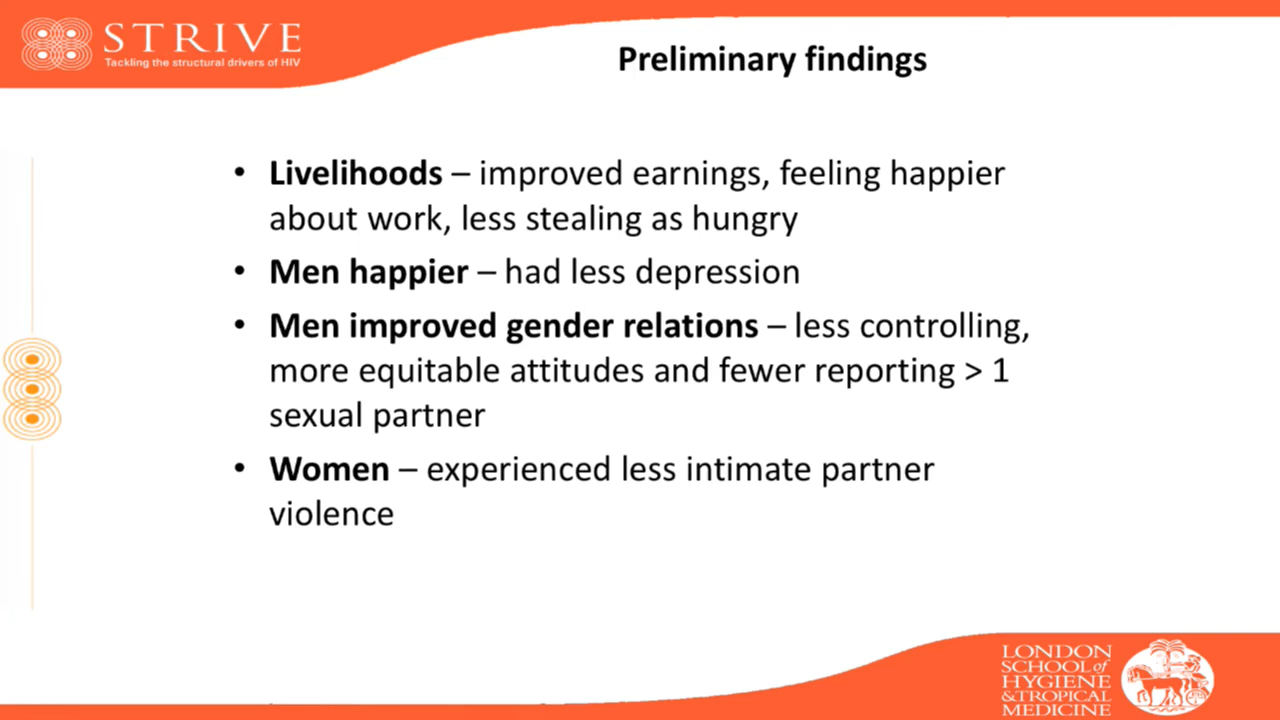 STRIVE
Tackling the structural drivers of HIV
Preliminary findings
• Livelihoods – improved earnings, feeling happier
about work, less stealing as hungry
• Men happier – had less depression
• Men improved gender relations – less controlling,
more equitable attitudes and fewer reporting > 1
sexual partner
• Women – experienced less intimate partner
violence
LONDON
SCHOOL of
HYGIENE
& TROPICAL
MEDICINE